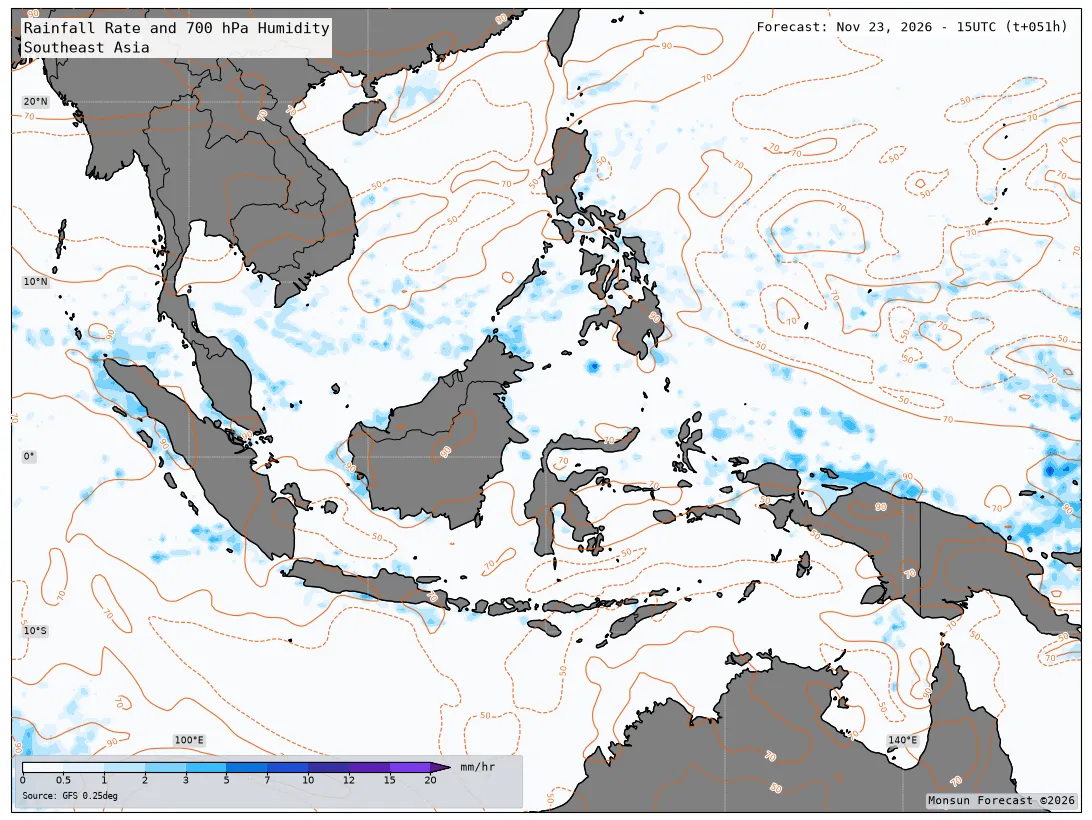 Rainfall Rate and 700 hPa Humidity
Southeast Asia
Forecast: Nov 23, 2026 - 15UTC (t+051h)
20°N
10°N
0°
10°S
100°E
140°E
0 0.5 1 2 3 5 7 10 12 15 20 mm/hr
Source: GFS 0.25deg
Monsun Forecast ©2026